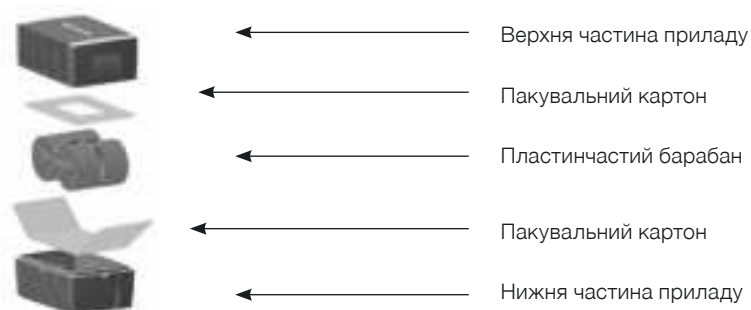 Верхня частина приладу
Пакувальний картон
Пластинчастий барабан
Пакувальний картон
Нижня частина приладу